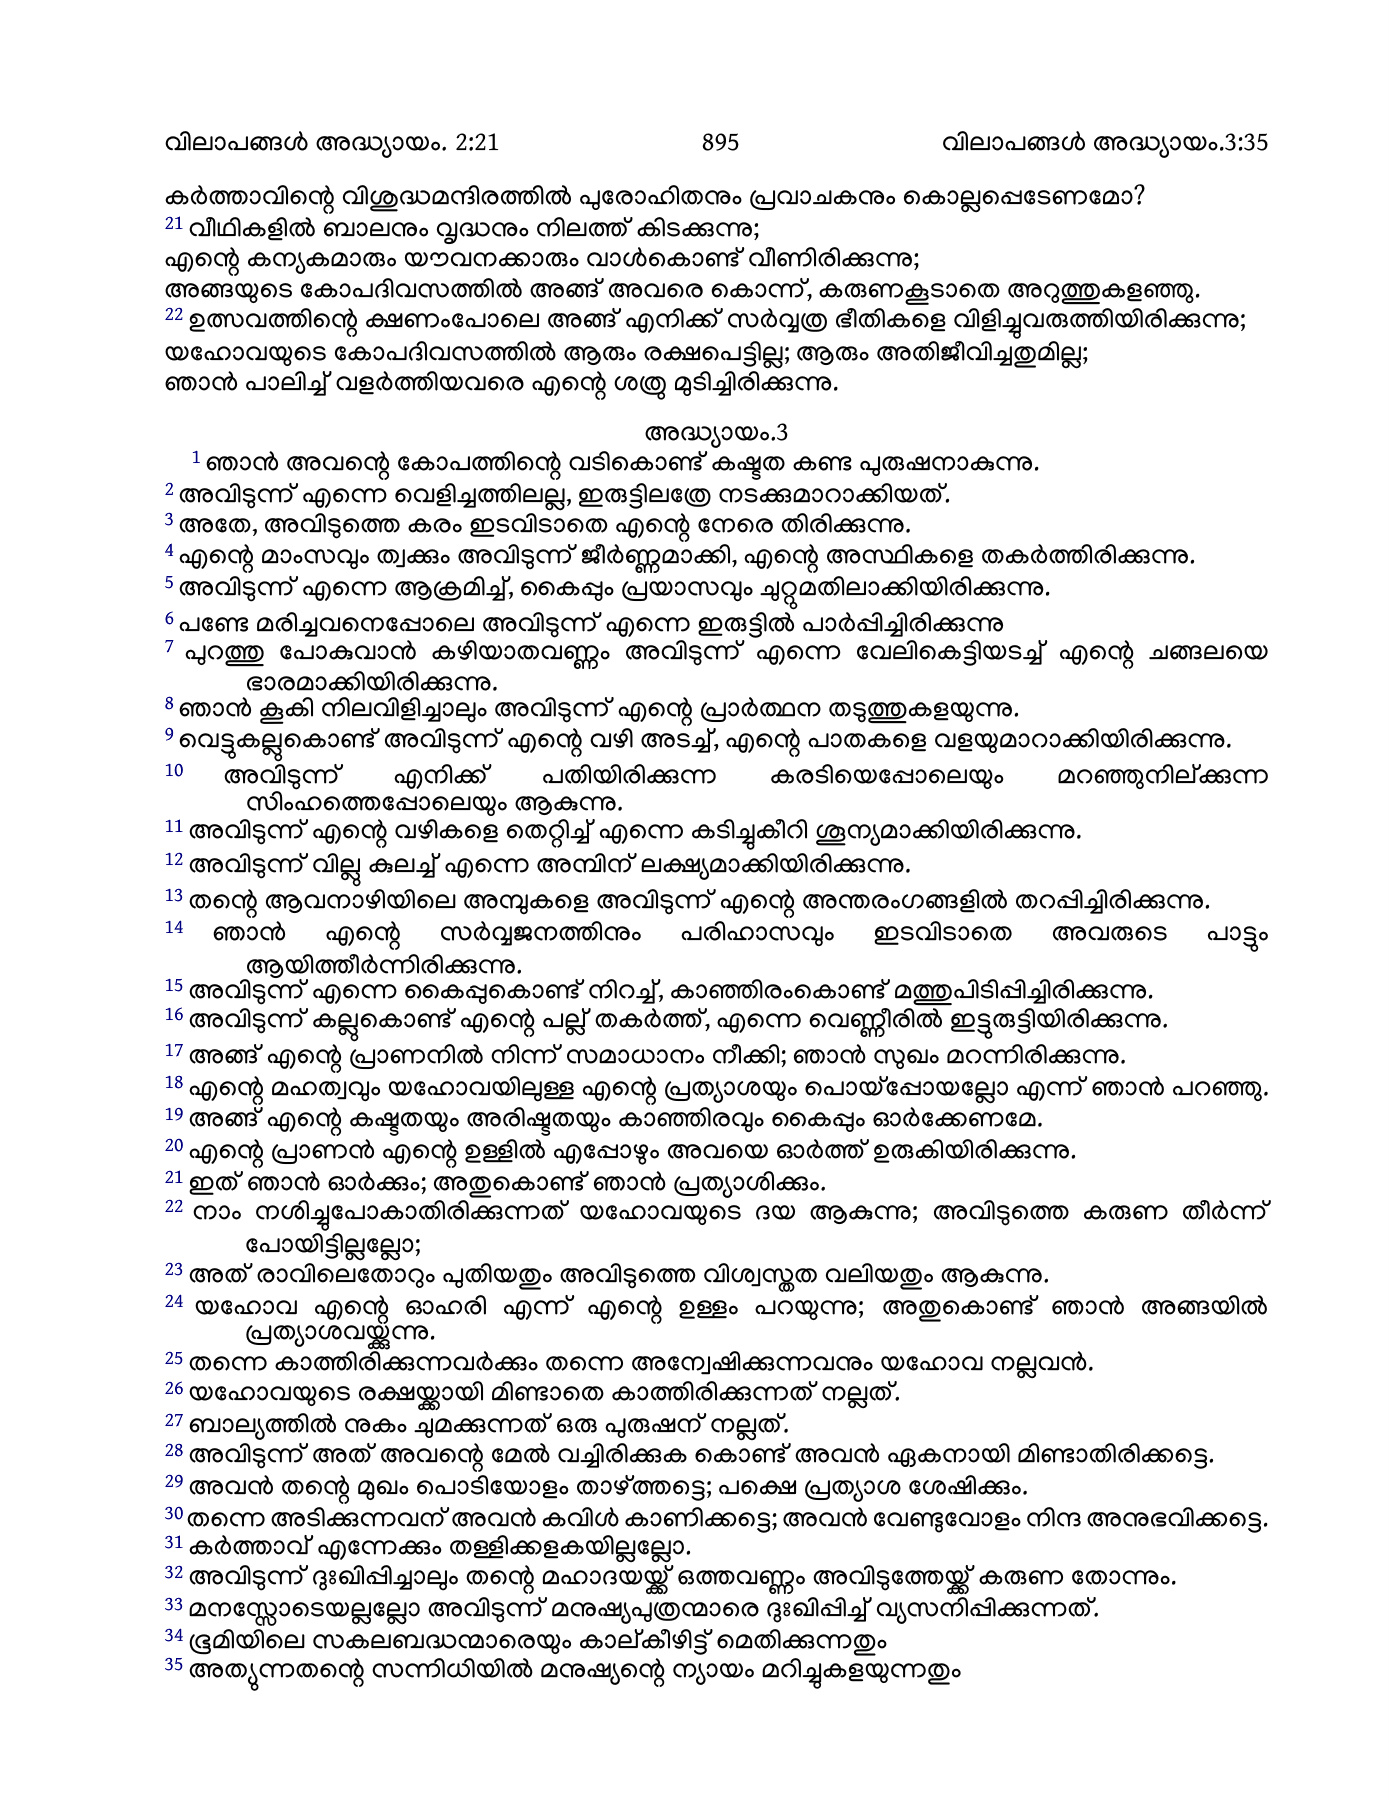 വിലാപങ്ങൾ അദ്ധ്യായം. 2:21 895 വിലാപങ്ങൾ അദ്ധ്യായം.3:35
കർത്താവിന്റെ വിശുദ്ധമന്ദിരത്തിൽ പുരോഹിതനും പ്രവാചകനും കൊല്ലപ്പെടേണമോ?
21 വീഥികളിൽ ബാലനും വൃദ്ധനും നിലത്ത് കിടക്കുന്നു;
എന്റെ കന്യകമാരും യൗവനക്കാരും വാൾകൊണ്ട് വീണിരിക്കുന്നു;
അങ്ങയുടെ കോപദിവസത്തിൽ അങ്ങ് അവരെ കൊന്ന്, കരുണകൂടാതെ അറുത്തുകളഞ്ഞു.
22 ഉത്സവത്തിന്റെ ക്ഷണംപോലെ അങ്ങ് എനിക്ക് സർവ്വത്ര ഭീതികളെ വിളിച്ചുവരുത്തിയിരിക്കുന്നു;
യഹോവയുടെ കോപദിവസത്തിൽ ആരും രക്ഷപെട്ടില്ല; ആരും അതിജീവിച്ചതുമില്ല;
ഞാൻ പാലിച്ച് വളർത്തിയവരെ എന്റെ ശത്രു മുടിച്ചിരിക്കുന്നു.
അദ്ധ്യായം.3
1 ഞാൻ അവന്റെ കോപത്തിന്റെ വടികൊണ്ട് കഷ്ടത കണ്ട പുരുഷനാകുന്നു.
2 അവിടുന്ന് എന്നെ വെളിച്ചത്തിലല്ല, ഇരുട്ടിലത്രേ നടക്കുമാറാക്കിയത്.
3 അതേ, അവിടുത്തെ കരം ഇടവിടാതെ എന്റെ നേരെ തിരിക്കുന്നു.
4 എന്റെ മാംസവും ത്വക്കും അവിടുന്ന് ജീർണ്ണമാക്കി, എന്റെ അസ്ഥികളെ തകർത്തിരിക്കുന്നു.
5 അവിടുന്ന് എന്നെ ആക്രമിച്ച്, കൈപ്പും പ്രയാസവും ചുറ്റുമതിലാക്കിയിരിക്കുന്നു.
6 പണ്ടേ മരിച്ചവനെപ്പോലെ അവിടുന്ന് എന്നെ ഇരുട്ടിൽ പാർപ്പിച്ചിരിക്കുന്നു
7 പുറത്തു പോകുവാൻ കഴിയാതവണ്ണം അവിടുന്ന് എന്നെ വേലികെട്ടിയടച്ച് എന്റെ ചങ്ങലയെ
ഭാരമാക്കിയിരിക്കുന്നു.
8 ഞാൻ കൂകി നിലവിളിച്ചാലും അവിടുന്ന് എന്റെ പ്രാർത്ഥന തടുത്തുകളയുന്നു.
9 വെട്ടുകല്ലുകൊണ്ട് അവിടുന്ന് എന്റെ വഴി അടച്ച്, എന്റെ പാതകളെ വളയുമാറാക്കിയിരിക്കുന്നു.
10 അവിടുന്ന് എനിക്ക് പതിയിരിക്കുന്ന കരടിയെപ്പോലെയും മറഞ്ഞുനില്ക്കുന്ന
സിംഹത്തെപ്പോലെയും ആകുന്നു.
11 അവിടുന്ന് എന്റെ വഴികളെ തെറ്റിച്ച് എന്നെ കടിച്ചുകീറി ശൂന്യമാക്കിയിരിക്കുന്നു.
12 അവിടുന്ന് വില്ലു കുലച്ച് എന്നെ അമ്പിന് ലക്ഷ്യമാക്കിയിരിക്കുന്നു.
13 തന്റെ ആവനാഴിയിലെ അമ്പുകളെ അവിടുന്ന് എന്റെ അന്തരംഗങ്ങളിൽ തറപ്പിച്ചിരിക്കുന്നു.
14 ഞാൻ എന്റെ സർവ്വജനത്തിനും പരിഹാസവും ഇടവിടാതെ അവരുടെ പാട്ടും
ആയിത്തീർന്നിരിക്കുന്നു.
15 അവിടുന്ന് എന്നെ കൈപ്പുകൊണ്ട് നിറച്ച്, കാഞ്ഞിരംകൊണ്ട് മത്തുപിടിപ്പിച്ചിരിക്കുന്നു.
16 അവിടുന്ന് കല്ലുകൊണ്ട് എന്റെ പല്ല് തകർത്ത്, എന്നെ വെണ്ണീരിൽ ഇട്ടുരുട്ടിയിരിക്കുന്നു.
17 അങ്ങ് എന്റെ പ്രാണനിൽ നിന്ന് സമാധാനം നീക്കി; ഞാൻ സുഖം മറന്നിരിക്കുന്നു.
18 എന്റെ മഹത്വവും യഹോവയിലുള്ള എന്റെ പ്രത്യാശയും പൊയ്പ്പോയല്ലോ എന്ന് ഞാൻ പറഞ്ഞു.
19 അങ്ങ് എന്റെ കഷ്ടതയും അരിഷ്ടതയും കാഞ്ഞിരവും കൈപ്പും ഓർക്കേണമേ.
20 എന്റെ പ്രാണൻ എന്റെ ഉള്ളിൽ എപ്പോഴും അവയെ ഓർത്ത് ഉരുകിയിരിക്കുന്നു.
21 ഇത് ഞാൻ ഓർക്കും; അതുകൊണ്ട് ഞാൻ പ്രത്യാശിക്കും.
22 നാം നശിച്ചുപോകാതിരിക്കുന്നത് യഹോവയുടെ ദയ ആകുന്നു; അവിടുത്തെ കരുണ തീർന്ന്
പോയിട്ടില്ലല്ലോ;
23 അത് രാവിലെതോറും പുതിയതും അവിടുത്തെ വിശ്വസ്തത വലിയതും ആകുന്നു.
24 യഹോവ എന്റെ ഓഹരി എന്ന് എന്റെ ഉള്ളം പറയുന്നു; അതുകൊണ്ട് ഞാൻ അങ്ങയിൽ
പ്രത്യാശവയ്ക്കുന്നു.
25 തന്നെ കാത്തിരിക്കുന്നവർക്കും തന്നെ അന്വേഷിക്കുന്നവനും യഹോവ നല്ലവൻ.
26 യഹോവയുടെ രക്ഷയ്ക്കായി മിണ്ടാതെ കാത്തിരിക്കുന്നത് നല്ലത്.
27 ബാല്യത്തിൽ നുകം ചുമക്കുന്നത് ഒരു പുരുഷന് നല്ലത്.
28 അവിടുന്ന് അത് അവന്റെ മേൽ വച്ചിരിക്കുക കൊണ്ട് അവൻ ഏകനായി മിണ്ടാതിരിക്കട്ടെ.
29 അവൻ തന്റെ മുഖം പൊടിയോളം താഴ്ത്തട്ടെ; പക്ഷെ പ്രത്യാശ ശേഷിക്കും.
30 തന്നെ അടിക്കുന്നവന് അവൻ കവിൾ കാണിക്കട്ടെ; അവൻ വേണ്ടുവോളം നിന്ദ അനുഭവിക്കട്ടെ.
31 കർത്താവ് എന്നേക്കും തള്ളിക്കളകയില്ലല്ലോ.
32 അവിടുന്ന് ദുഃഖിപ്പിച്ചാലും തന്റെ മഹാദയയ്ക്ക് ഒത്തവണ്ണം അവിടുത്തേയ്ക്ക് കരുണ തോന്നും.
33 മനസ്സോടെയല്ലല്ലോ അവിടുന്ന് മനുഷ്യപുത്രന്മാരെ ദുഃഖിപ്പിച്ച് വ്യസനിപ്പിക്കുന്നത്.
34 ഭൂമിയിലെ സകലബദ്ധന്മാരെയും കാല്കീഴിട്ട് മെതിക്കുന്നതും
35 അത്യുന്നതന്റെ സന്നിധിയിൽ മനുഷ്യന്റെ ന്യായം മറിച്ചുകളയുന്നതും